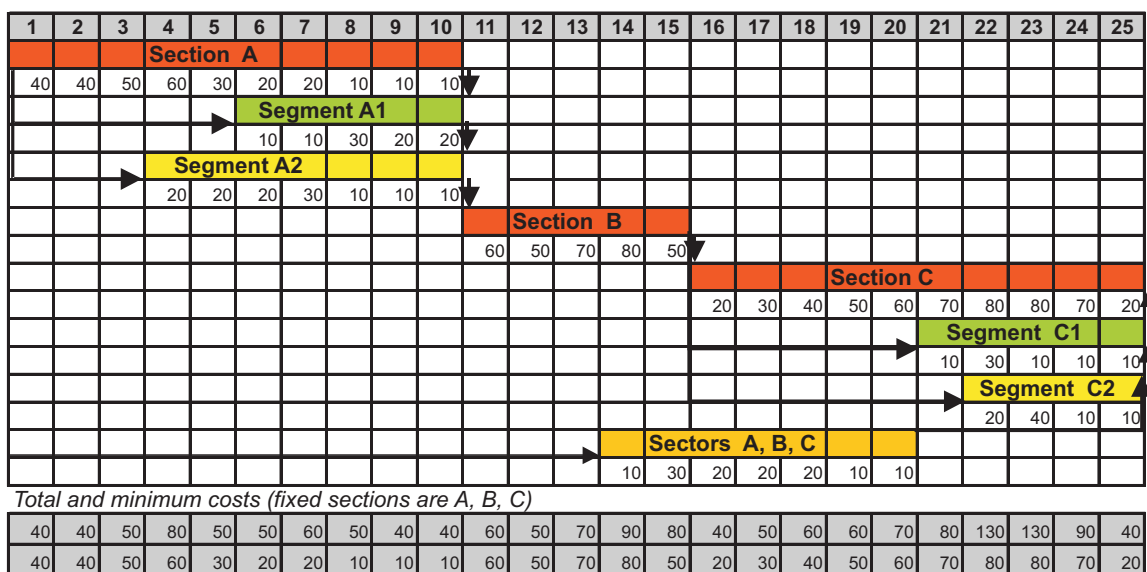 1 2 3 4 5 6 7 8 9 10 11 12 13 14 15 16 17 18 19 20 21 22 23 24 25
Section A
40 40 50 60 30 20 20 10 10 10
Segment A1
10 10 30 20 20
Segment A2
20 20 20 30 10 10 10
Section B
60 50 70 80 50
Section C
20 30 40 50 60 70 80 80 70 20
Segment C1
10 30 10 10 10
Segment C2
20 40 10 10
Sectors A, B, C
10 30 20 20 20 10 10
Total and minimum costs (fixed sections are A, B, C)
40 40 50 80 50 50 60 50 40 40 60 50 70 90 80 40 50 60 60 70 80 130 130 90 40
40 40 50 60 30 20 20 10 10 10 60 50 70 80 50 20 30 40 50 60 70 80 80 70 20